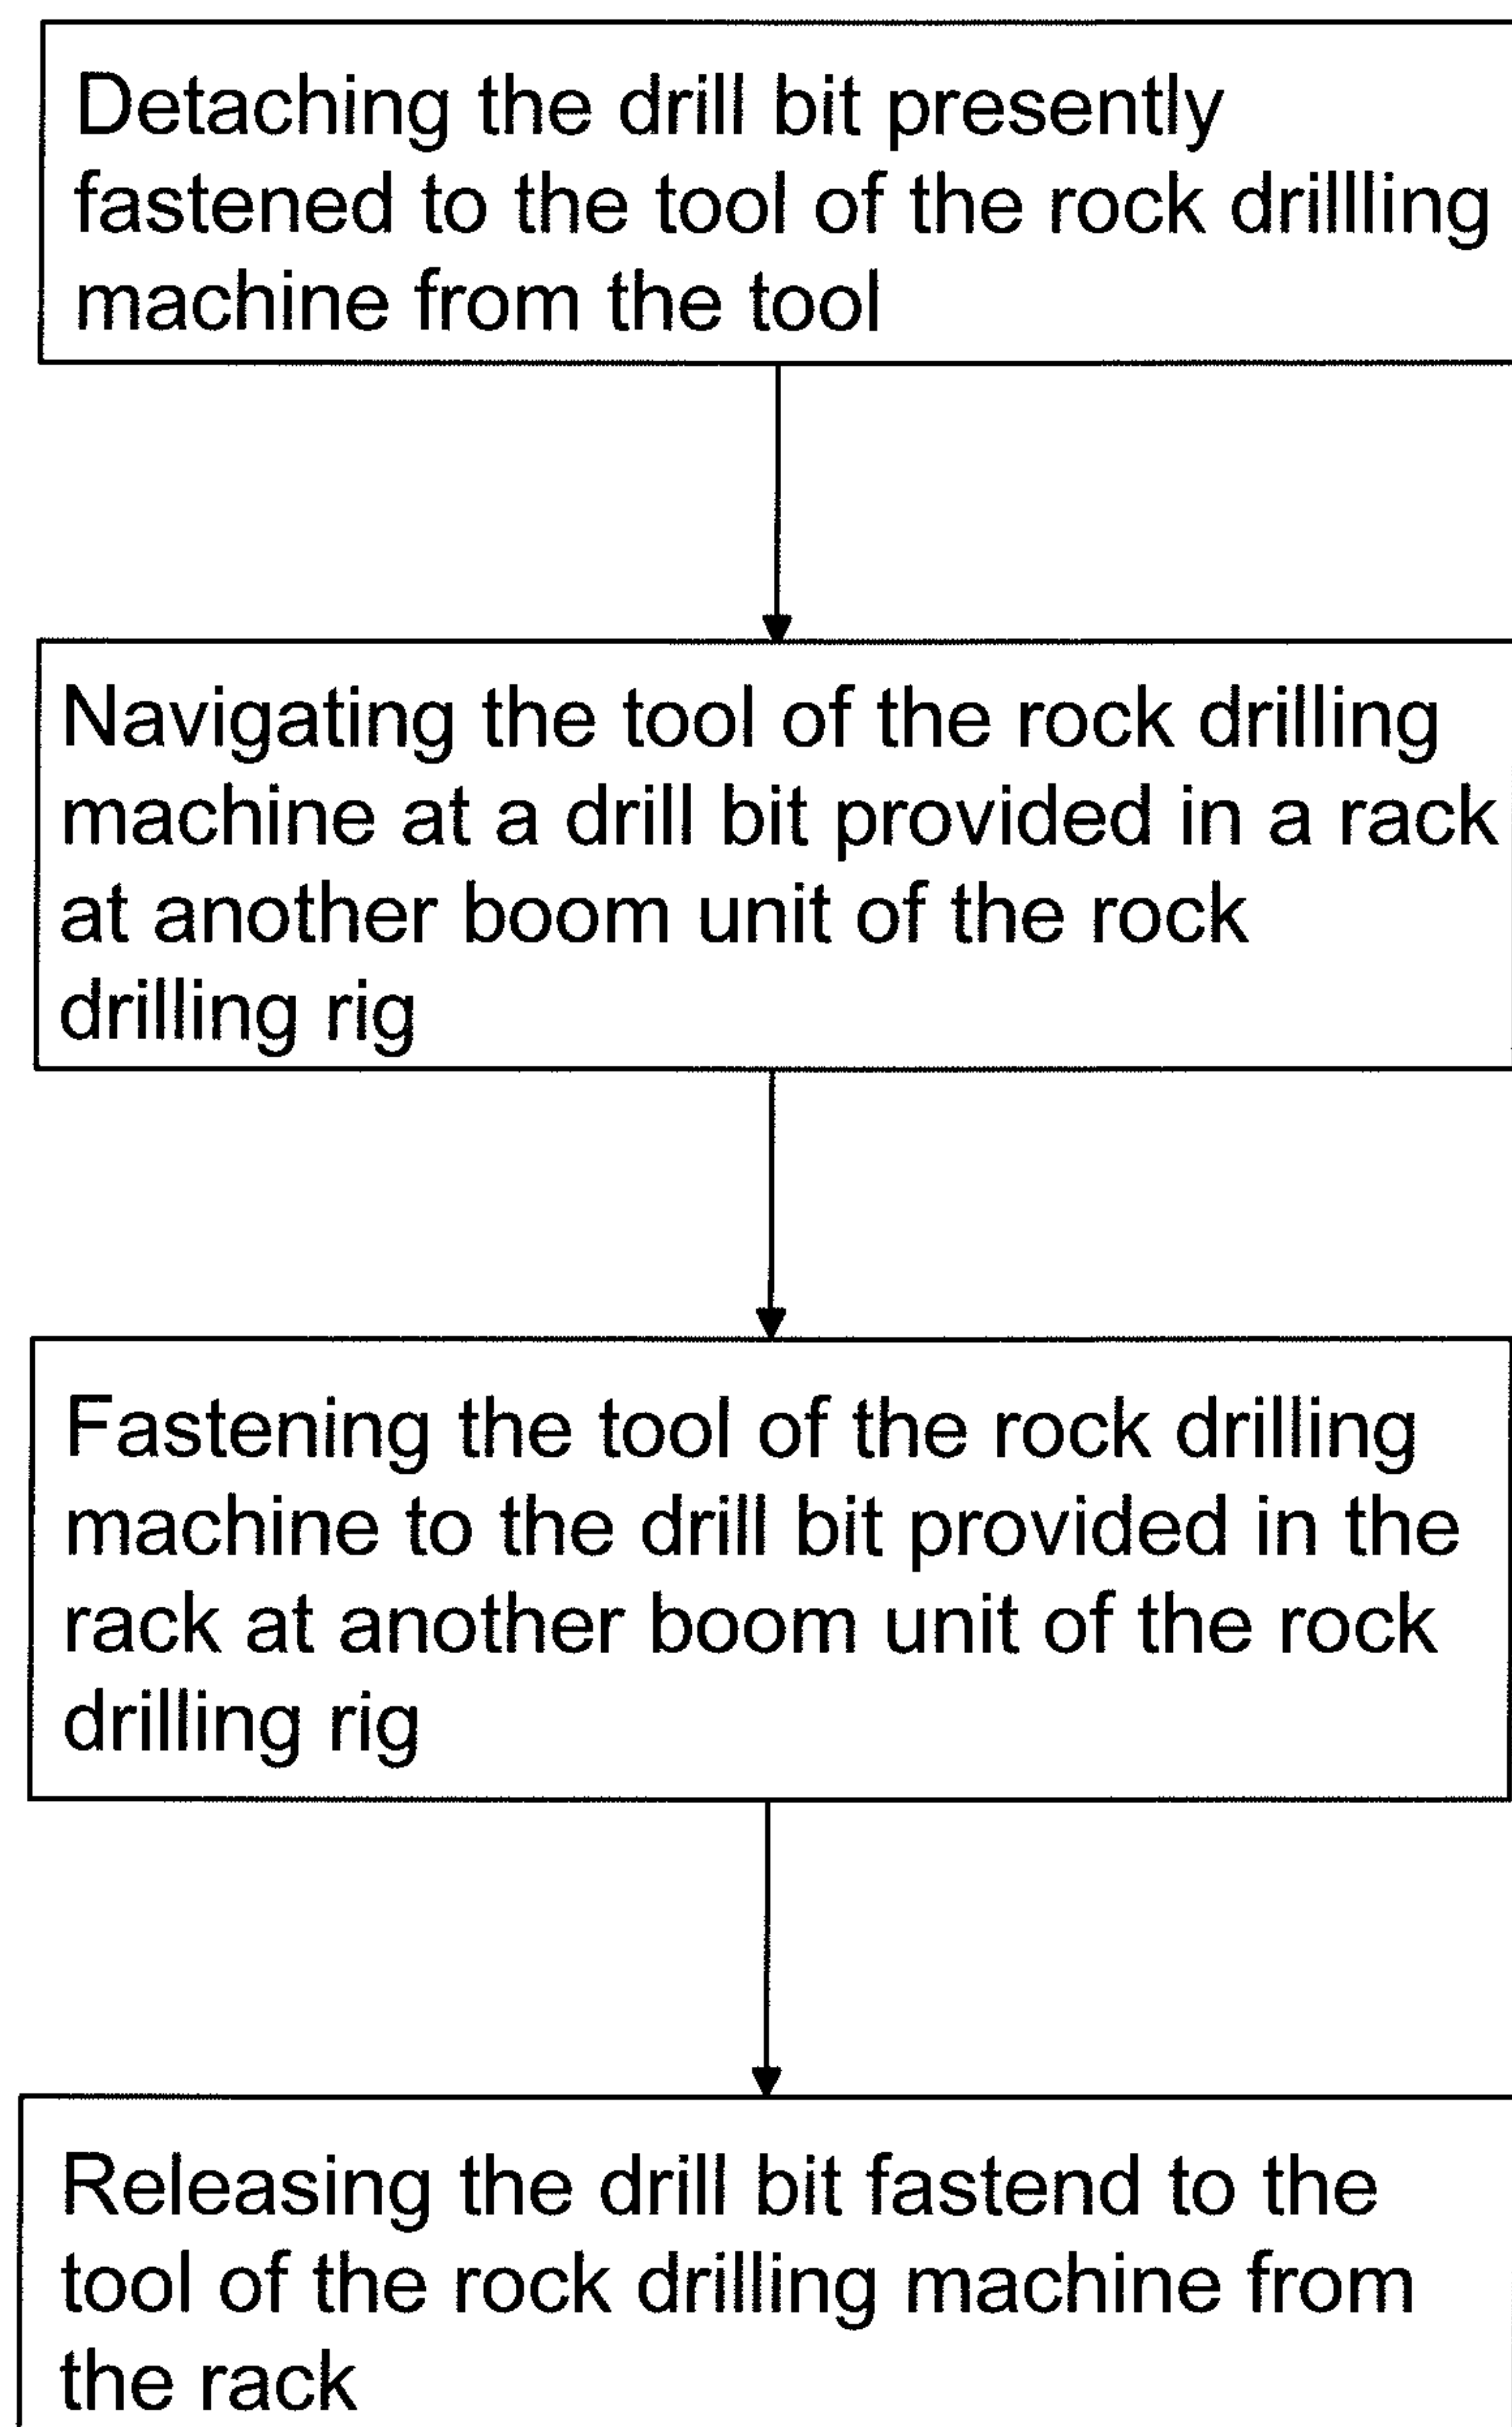 Detaching the drill bit presently
fastened to the tool of the rock drillling
machine from the tool
Navigating the tool of the rock drilling
machine at a drill bit provided in a rack
at another boom unit of the rock
drilling rig
Fastening the tool of the rock drilling
machine to the drill bit provided in the
rack at another boom unit of the rock
drilling rig
Releasing the drill bit fastend to the
tool of the rock drilling machine from
the rack